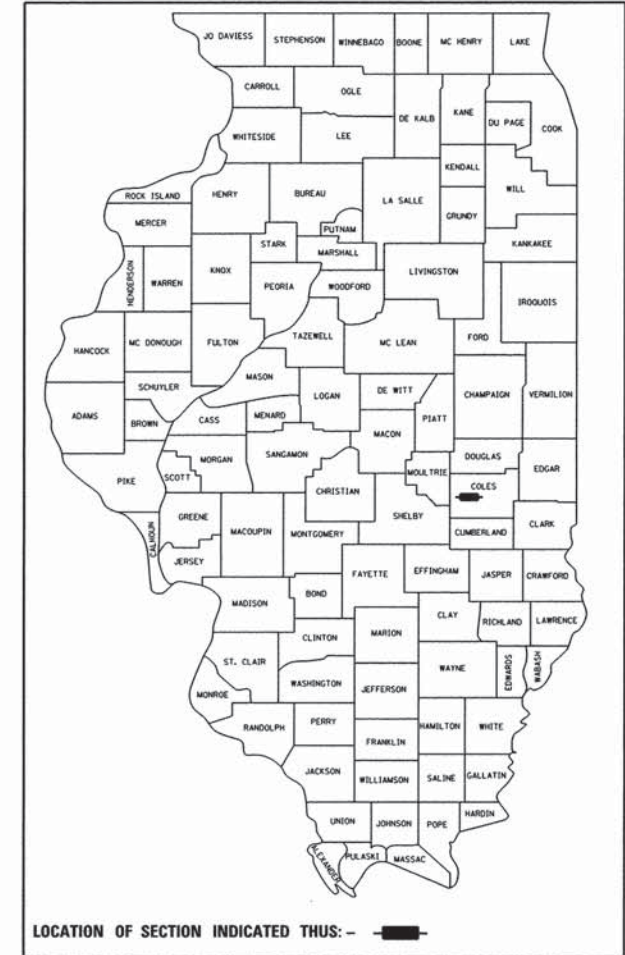 JO DAVIESS
STEPHENSON
WINNEBAGO
BOONE
MC HENRY
LAKE
CARROLL
OGLE
DE KALB
KANE
DU PAGE
COOK
WHITESIDE
LEE
KENDALL
WILL
ROCK ISLAND
HENRY
BUREAU
LA SALLE
GRUNDY
MERCER
PUTNAM
STARK
MARSHALL
KANKAKEE
HENDERSON
WARREN
KNOX
PEORIA
WOODFORD
LIVINGSTON
IROQUOIS
HANCOCK
MC DONOUGH
FULTON
TAZEWELL
MC LEAN
FORD
SCHUYLER
MASON
LOGAN
DE WITT
CHAMPAIGN
VERMILION
ADAMS
BROWN
CASS
MENARD
PIATT
MACON
PIKE
SCOTT
MORGAN
SANGAMON
MOULTRIE
DOUGLAS
EDGAR
CHRISTIAN
COLES
CALHOUN
GREENE
MACOUPIN
MONTGOMERY
SHELBY
CUMBERLAND
CLARK
JERSEY
FAYETTE
EFFINGHAM
JASPER
CRAWFORD
MADISON
BOND
CLAY
RICHLAND
LAWRENCE
CLINTON
MARION
ST. CLAIR
WAYNE
EDWARDS
WABASH
WASHINGTON
JEFFERSON
MONROE
RANDOLPH
PERRY
HAMILTON
WHITE
FRANKLIN
JACKSON
WILLIAMSON
SALINE
GALLATIN
UNION
JOHNSON
POPE
HARDIN
ALEXANDER
PULASKI
MASSAC
LOCATION OF SECTION INDICATED THUS: -